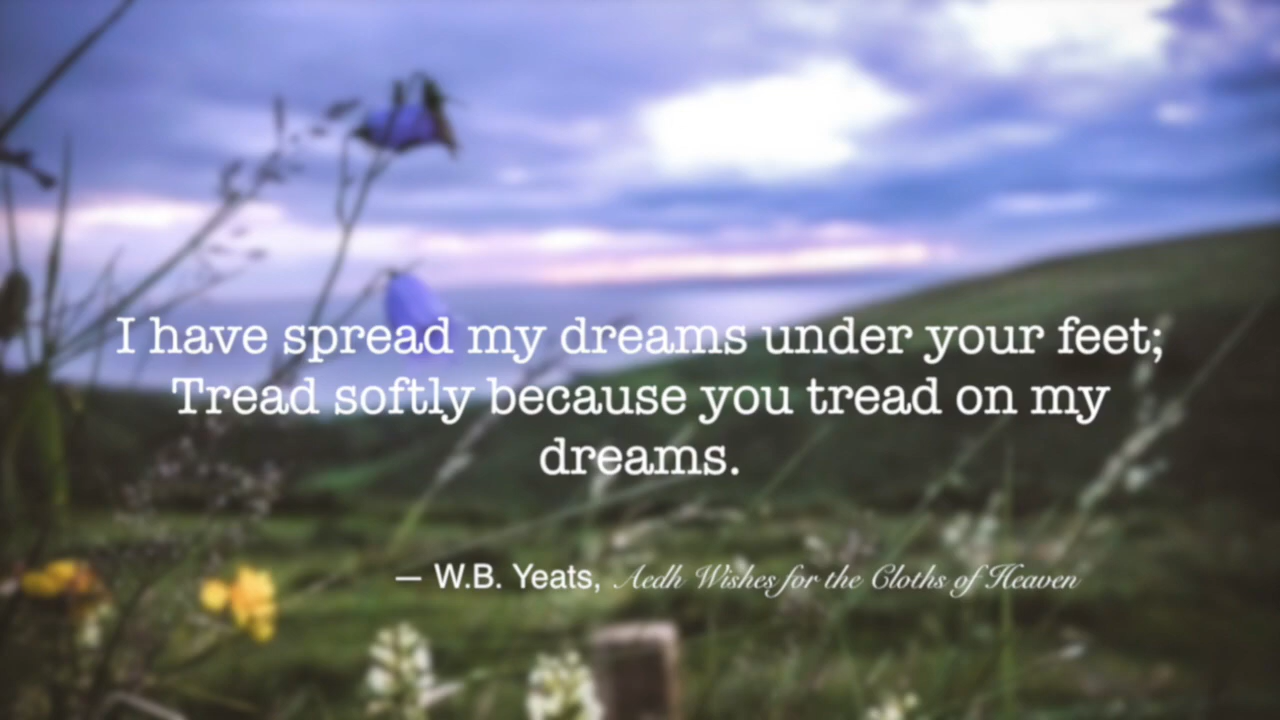 I have spread my dreams under your feet;
Tread softly because you tread on my
dreams.
— W.B. Yeats, Aedh Wishes for the Cloths of Heaven